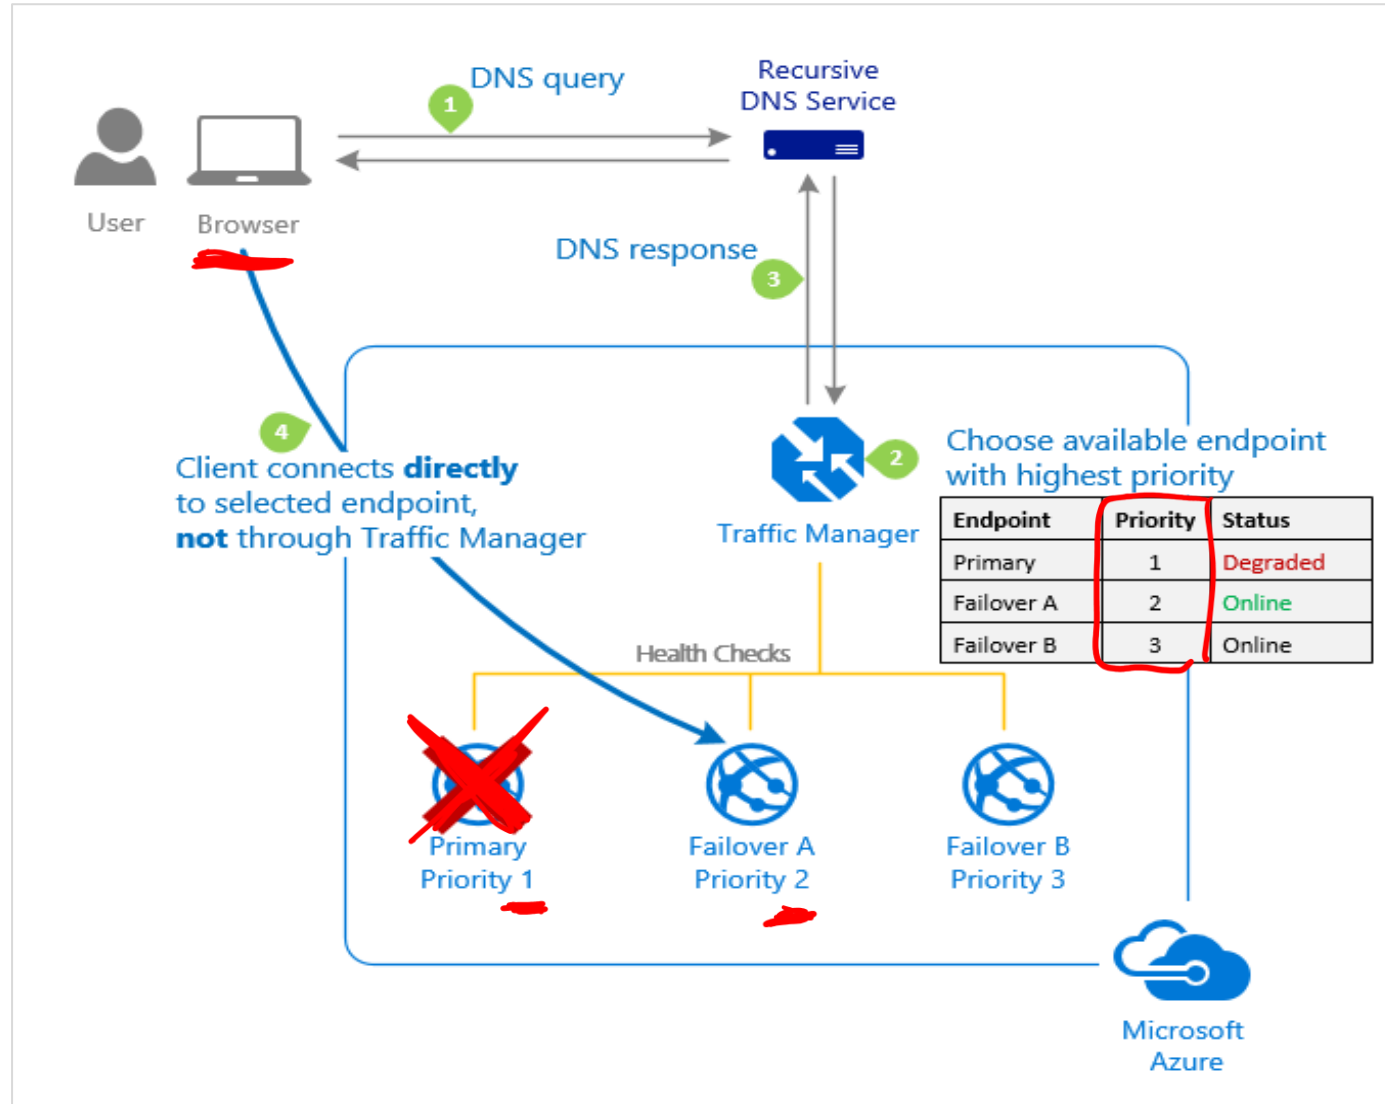 DNS query
1
Recursive
DNS Service
User
Browser
DNS response
3
4
Client connects directly
to selected endpoint,
not through Traffic Manager
2
Traffic Manager
Choose available endpoint
with highest priority
Endpoint Priority Status
Primary 1 Degraded
Failover A 2 Online
Failover B 3 Online
Health Checks
Primary
Priority 1
Failover A
Priority 2
Failover B
Priority 3
Microsoft
Azure